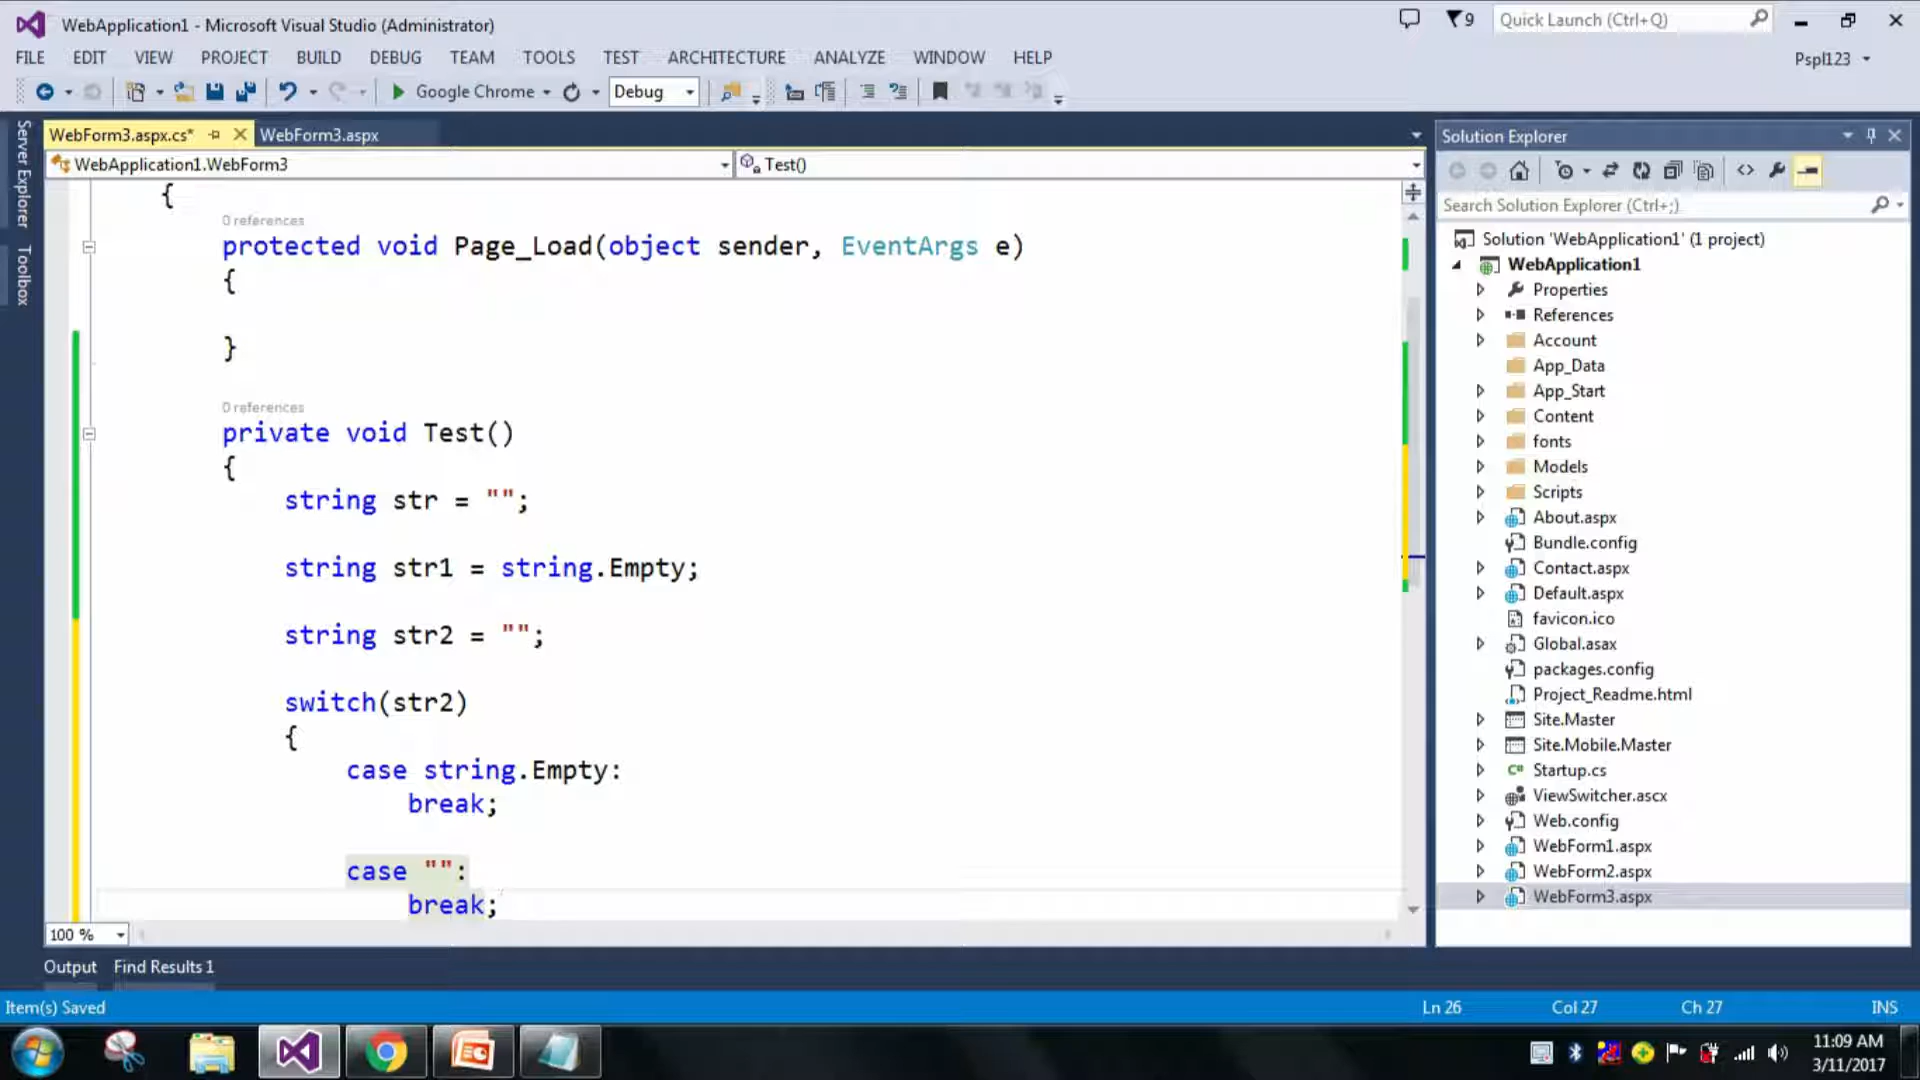 WebApplication1 - Microsoft Visual Studio (Administrator)
9
Quick Launch (Ctrl+Q)
FILE EDIT VIEW PROJECT BUILD DEBUG TEAM TOOLS TEST ARCHITECTURE ANALYZE WINDOW HELP
Pspl123
Google Chrome
Debug
Server Explorer
Toolbox
WebForm3.aspx.cs*
WebForm3.aspx
WebApplication1.WebForm3
Test()
{
0 references
protected void Page_Load(object sender, EventArgs e)
{
}
0 references
private void Test()
{
string str = "";
string str1 = string.Empty;
string str2 = "";
switch(str2)
{
case string.Empty:
break;
case "":
break;
100 %
Solution Explorer
Search Solution Explorer (Ctrl+;)
Solution 'WebApplication1' (1 project)
WebApplication1
Properties
References
Account
App_Data
App_Start
Content
fonts
Models
Scripts
About.aspx
Bundle.config
Contact.aspx
Default.aspx
favicon.ico
Global.asax
packages.config
Project_Readme.html
Site.Master
Site.Mobile.Master
Startup.cs
ViewSwitcher.ascx
Web.config
WebForm1.aspx
WebForm2.aspx
WebForm3.aspx
Output
Find Results 1
Item(s) Saved
Ln 26
Col 27
Ch 27
INS
11:09 AM
3/11/2017